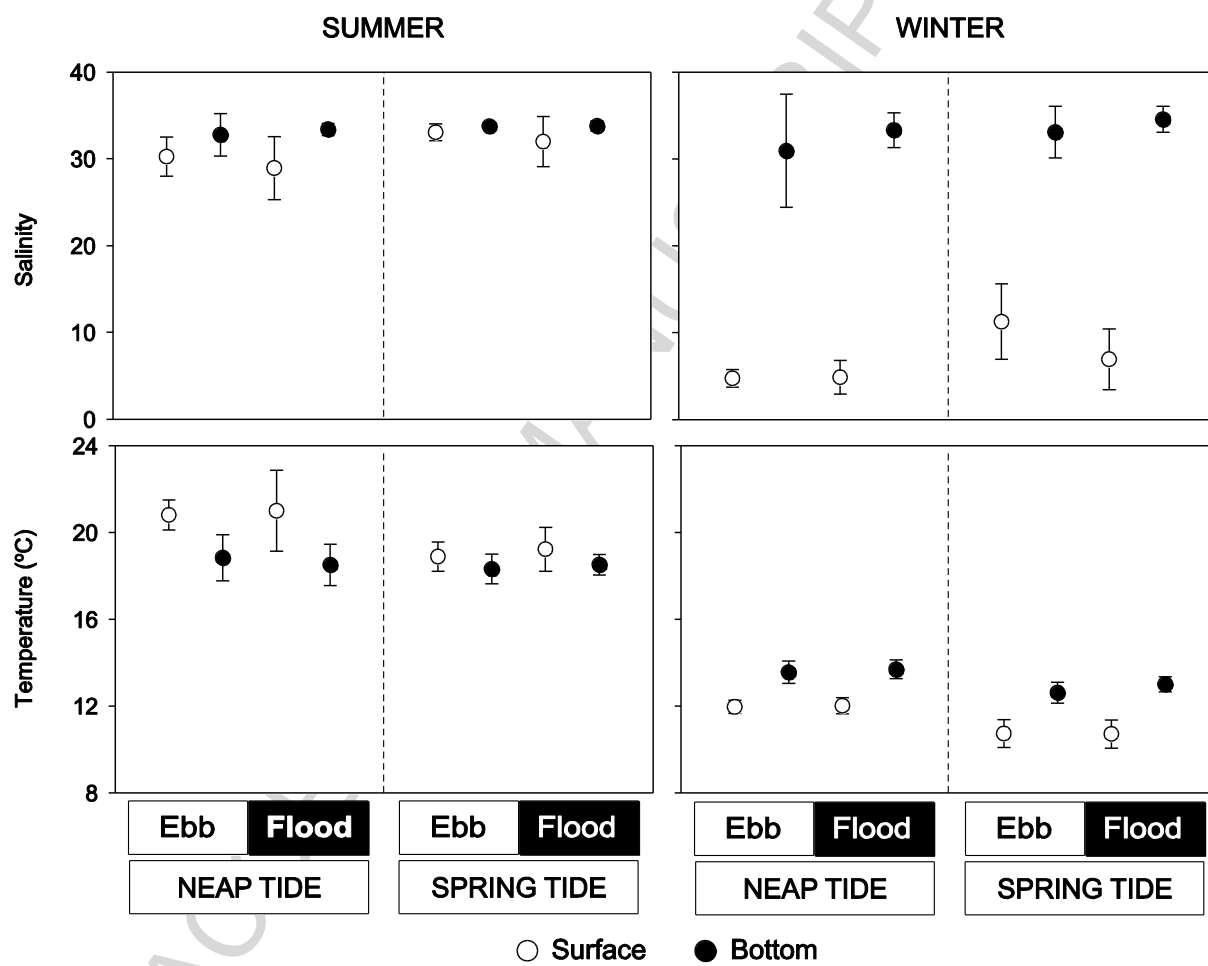 SUMMER WINTER
40
30
20
10
0
Salinity
24
20
16
12
8
Temperature (ºC)
Ebb Flood Ebb Flood Ebb Flood Ebb Flood
NEAP TIDE SPRING TIDE NEAP TIDE SPRING TIDE
Surface Bottom